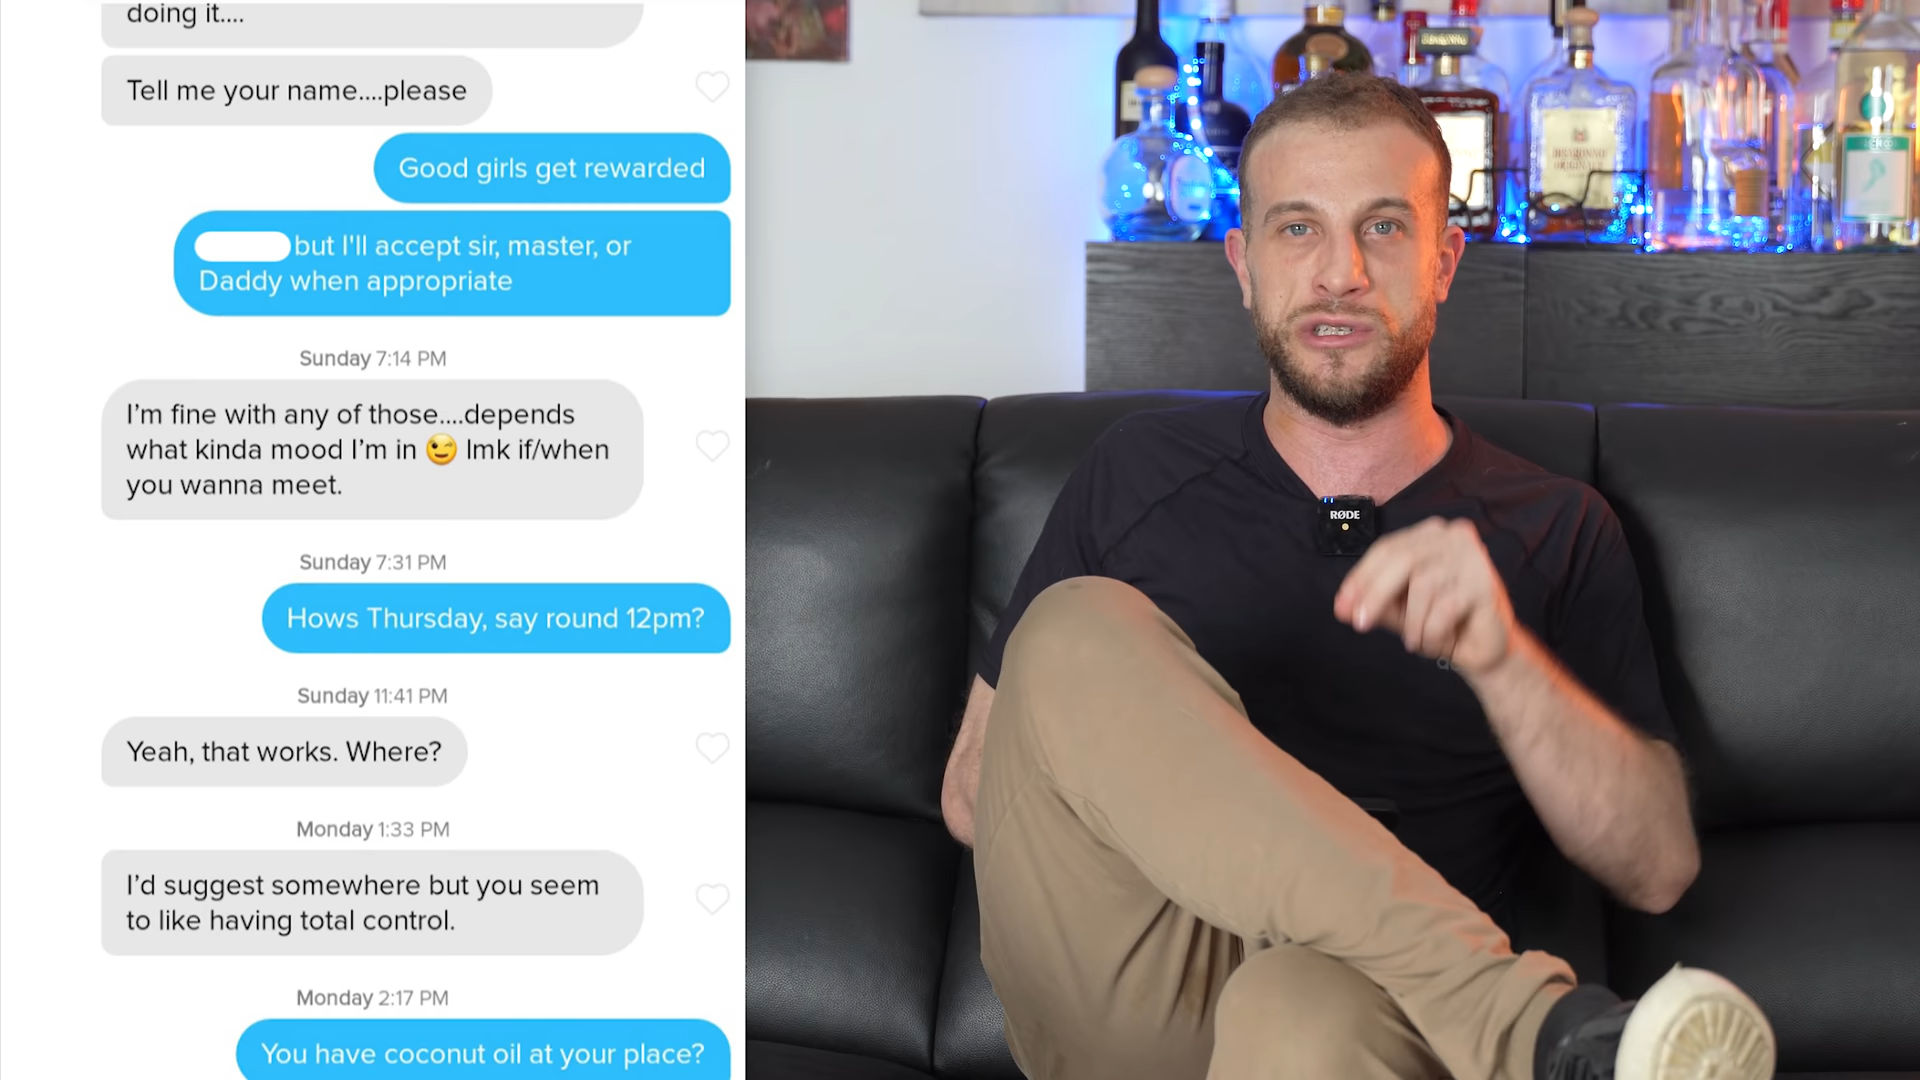 doing it....
Tell me your name....please
Good girls get rewarded
but I'll accept sir, master, or
Daddy when appropriate
Sunday 7:14 PM
I'm fine with any of those....depends
what kinda mood I'm in 😉 lmk if/when
you wanna meet.
Sunday 7:31 PM
Hows Thursday, say round 12pm?
Sunday 11:41 PM
Yeah, that works. Where?
Monday 1:33 PM
I'd suggest somewhere but you seem
to like having total control.
Monday 2:17 PM
You have coconut oil at your place?
RØDE
DISARONNO
ORIGINALE